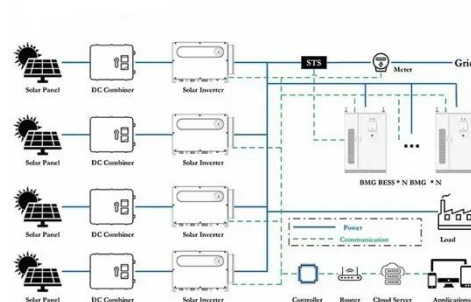 STS
Meter
Grid
Solar Panel
DC Combiner
Solar Inverter
Solar Panel
DC Combiner
Solar Inverter
BMG BESS * N BMG * N
Solar Panel
DC Combiner
Solar Inverter
Power
Communication
Load
Solar Panel
DC Combiner
Solar Inverter
Controller
Router
Cloud Server
Application